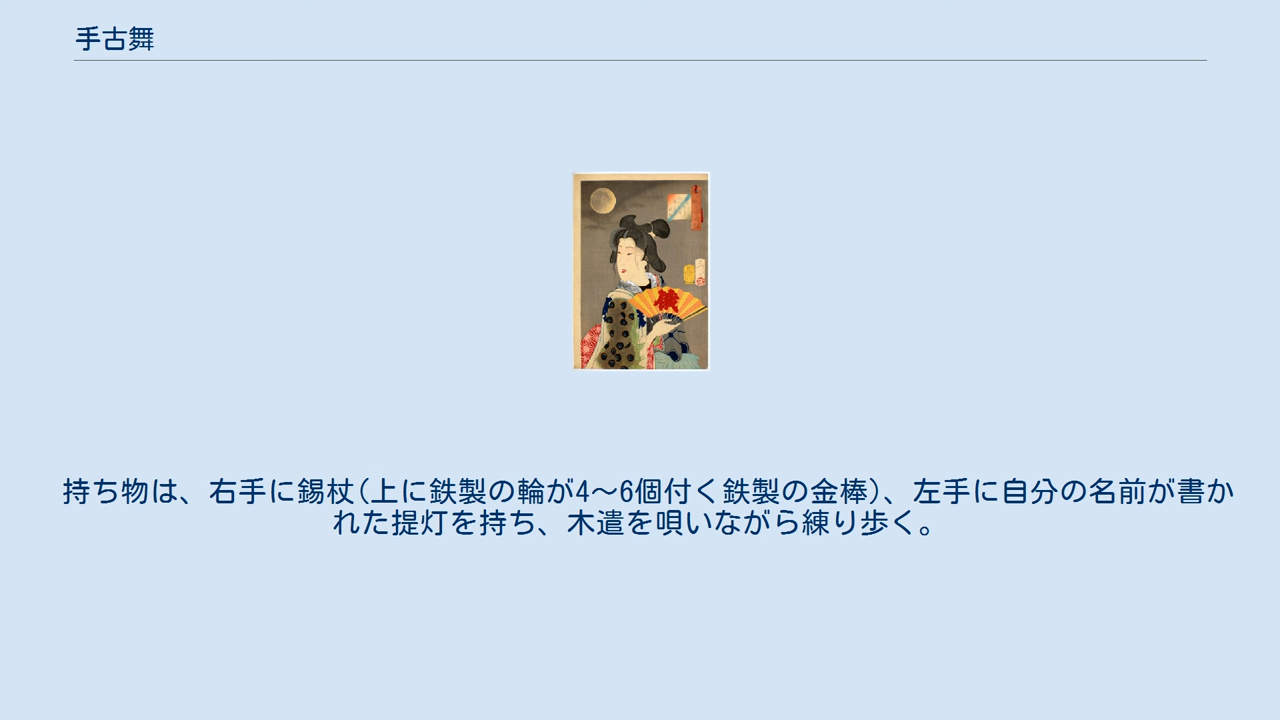 手古舞
持ち物は、右手に錫杖(上に鉄製の輪が4～6個付く鉄製の金棒)、左手に自分の名前が書か
れた提灯を持ち、木遣を唄いながら練り歩く。